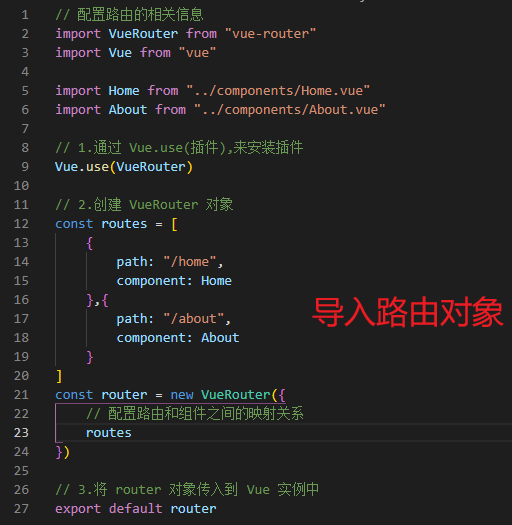 1 // 配置路由的相关信息
2 import VueRouter from "vue-router"
3 import Vue from "vue"
4
5 import Home from "../components/Home.vue"
6 import About from "../components/About.vue"
7
8 // 1.通过 Vue.use(插件),来安装插件
9 Vue.use(VueRouter)
10
11 // 2.创建 VueRouter 对象
12 const routes = [
13 {
14 path: "/home",
15 component: Home
16 },{
17 path: "/about",
18 component: About
19 }
20 ]
21 const router = new VueRouter({
22 // 配置路由和组件之间的映射关系
23 routes
24 })
25
26 // 3.将 router 对象传入到 Vue 实例中
27 export default router
导入路由对象